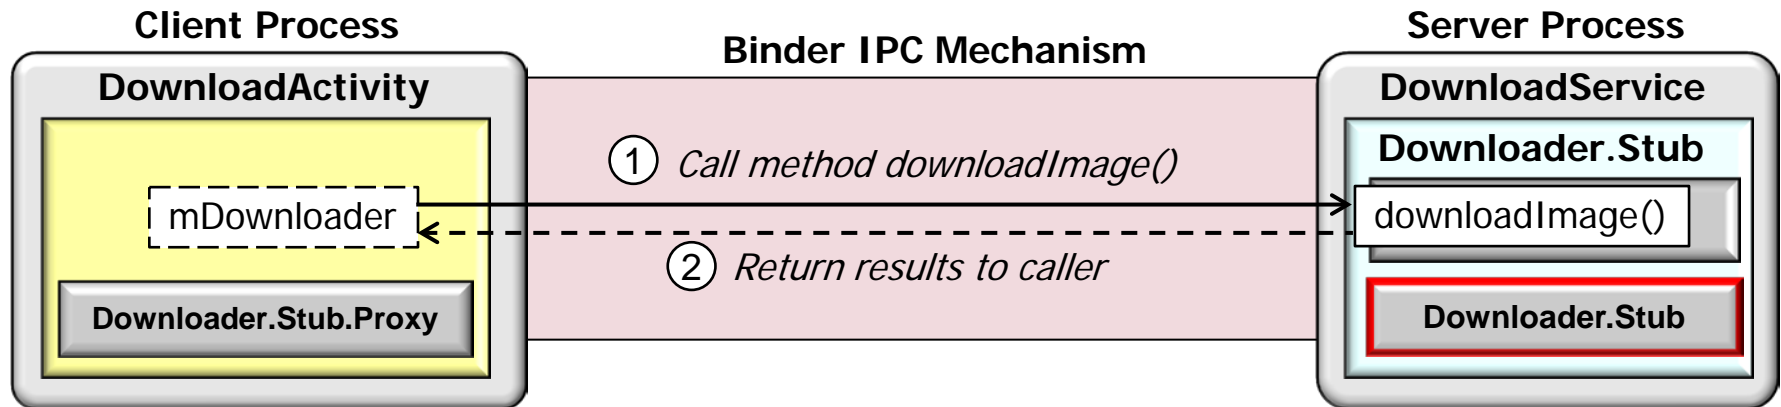 Client Process
Server Process
Binder IPC Mechanism
DownloadActivity
DownloadService
Downloader.Stub
1 Call method downloadImage()
mDownloader
downloadImage()
2 Return results to caller
Downloader.Stub.Proxy
Downloader.Stub